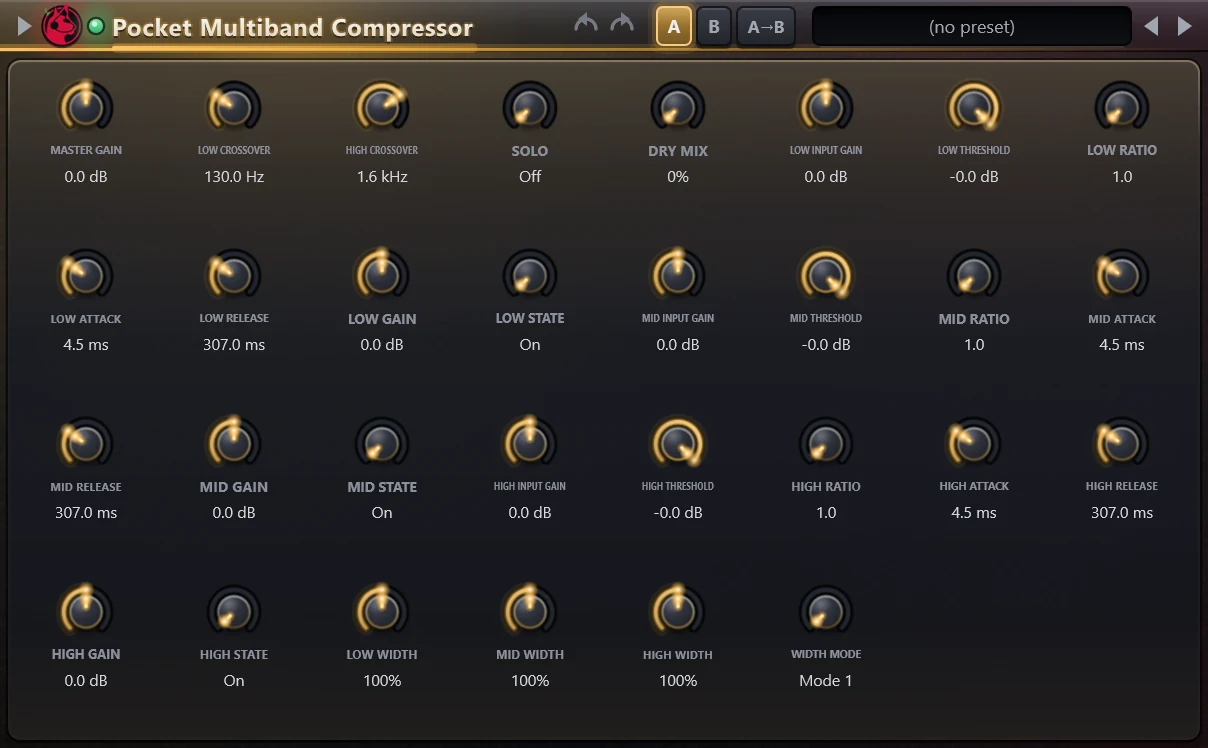 Pocket Multiband Compressor
A
B
A→B
(no preset)
MASTER GAIN LOW CROSSOVER HIGH CROSSOVER SOLO DRY MIX LOW INPUT GAIN LOW THRESHOLD LOW RATIO
0.0 dB 130.0 Hz 1.6 kHz Off 0% 0.0 dB -0.0 dB 1.0
LOW ATTACK LOW RELEASE LOW GAIN LOW STATE MID INPUT GAIN MID THRESHOLD MID RATIO MID ATTACK
4.5 ms 307.0 ms 0.0 dB On 0.0 dB -0.0 dB 1.0 4.5 ms
MID RELEASE MID GAIN MID STATE HIGH INPUT GAIN HIGH THRESHOLD HIGH RATIO HIGH ATTACK HIGH RELEASE
307.0 ms 0.0 dB On 0.0 dB -0.0 dB 1.0 4.5 ms 307.0 ms
HIGH GAIN HIGH STATE LOW WIDTH MID WIDTH HIGH WIDTH WIDTH MODE
0.0 dB On 100% 100% 100% Mode 1